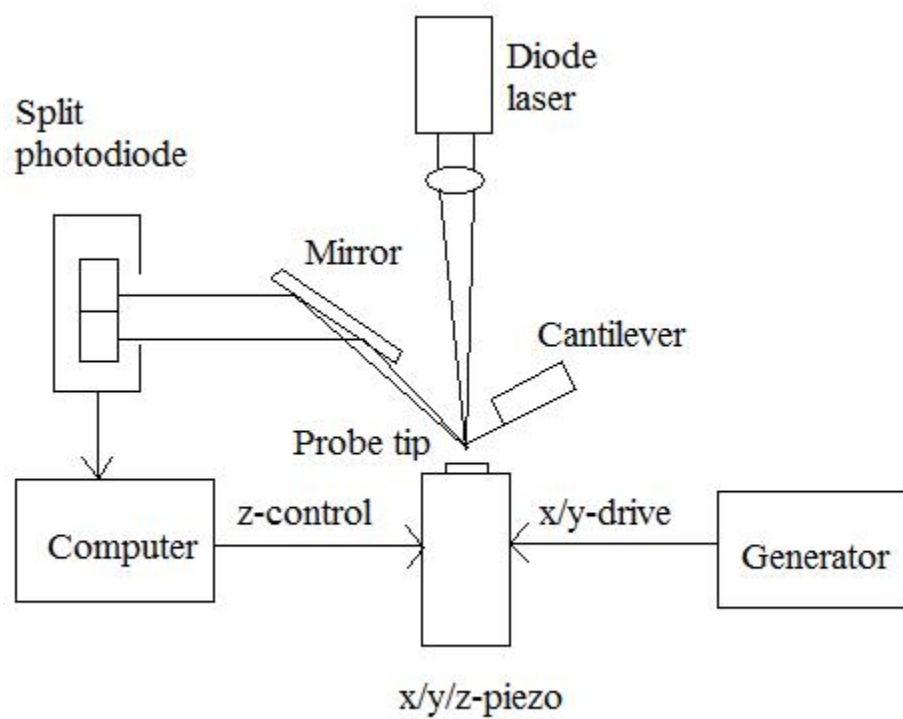 Diode
laser
Split
photodiode
Mirror
Cantilever
Probe tip
z-control
x/y-drive
Computer
Generator
x/y/z-piezo